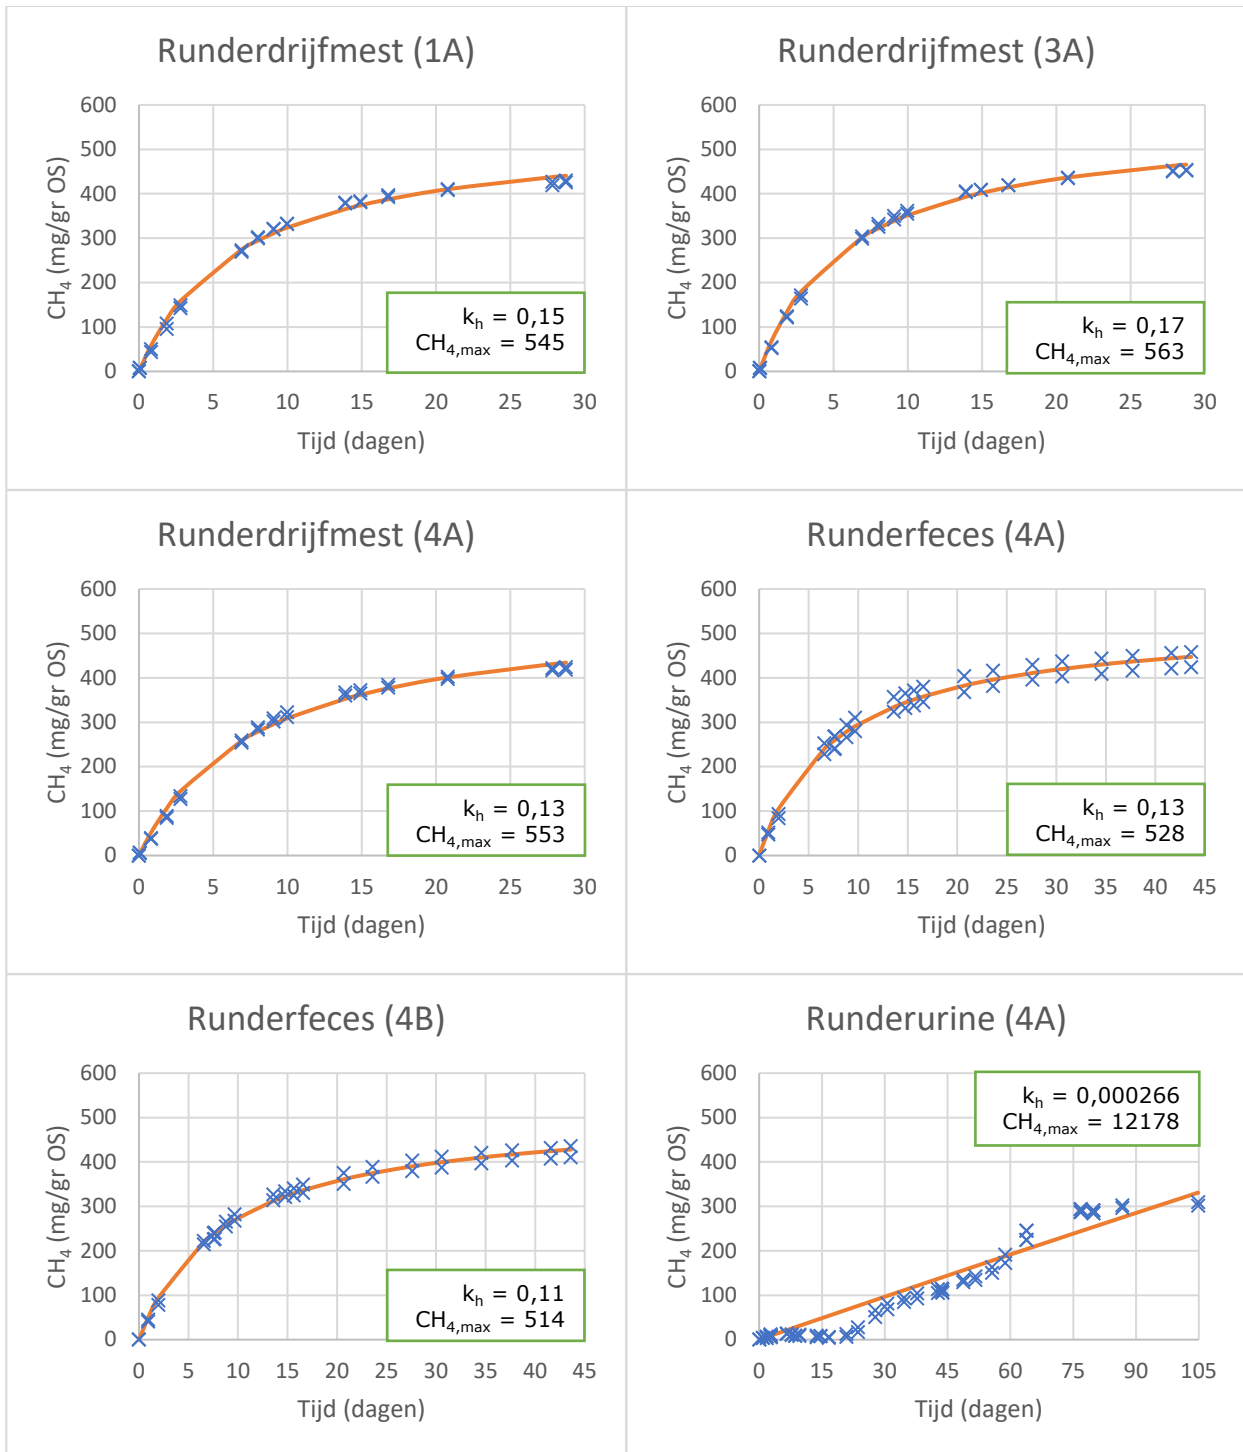 Runderdrijfmest (1A)
CH4 (mg/gr OS)
600
500
400
300
200
100
0
kh = 0,15
CH4,max = 545
0 5 10 15 20 25 30
Tijd (dagen)
Runderdrijfmest (3A)
CH4 (mg/gr OS)
600
500
400
300
200
100
0
kh = 0,17
CH4,max = 563
0 5 10 15 20 25 30
Tijd (dagen)
Runderdrijfmest (4A)
CH4 (mg/gr OS)
600
500
400
300
200
100
0
kh = 0,13
CH4,max = 553
0 5 10 15 20 25 30
Tijd (dagen)
Runderfeces (4A)
CH4 (mg/gr OS)
600
500
400
300
200
100
0
kh = 0,13
CH4,max = 528
0 5 10 15 20 25 30 35 40 45
Tijd (dagen)
Runderfeces (4B)
CH4 (mg/gr OS)
600
500
400
300
200
100
0
kh = 0,11
CH4,max = 514
0 5 10 15 20 25 30 35 40 45
Tijd (dagen)
Runderurine (4A)
CH4 (mg/gr OS)
600
500
400
300
200
100
0
kh = 0,000266
CH4,max = 12178
0 15 30 45 60 75 90 105
Tijd (dagen)